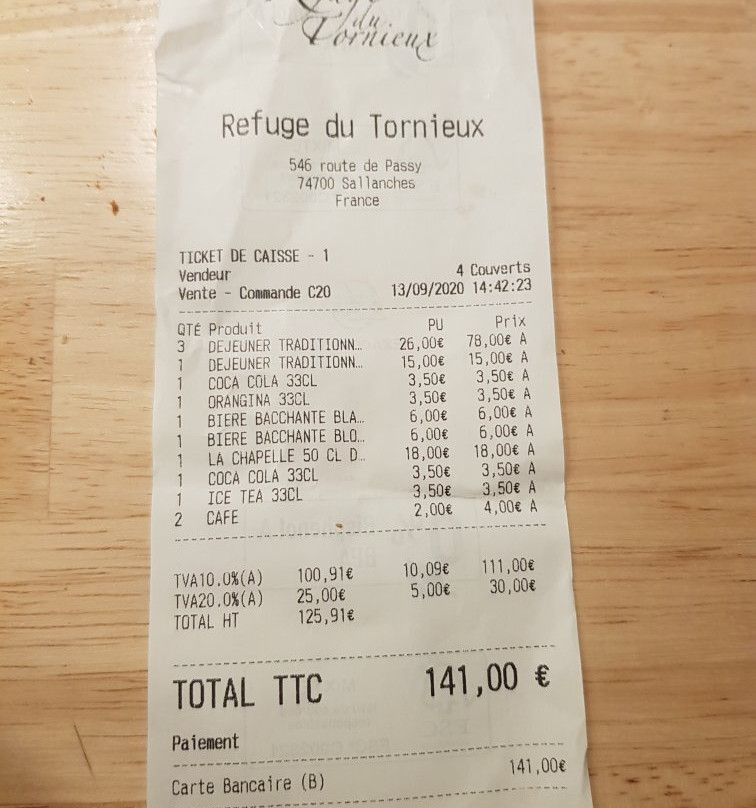 du
Tornieux
Refuge du Tornieux
546 route de Passy
74700 Sallanches
France
TICKET DE CAISSE - 1
Vendeur 4 Couverts
Vente - Commande C20 13/09/2020 14:42:23
QTÉ Produit PU Prix
3 DEJEUNER TRADITIONN... 26,00€ 78,00€ A
1 DEJEUNER TRADITIONN... 15,00€ 15,00€ A
1 COCA COLA 33CL 3,50€ 3,50€ A
1 ORANGINA 33CL 3,50€ 3,50€ A
1 BIERE BACCHANTE BLA... 6,00€ 6,00€ A
1 BIERE BACCHANTE BLO... 6,00€ 6,00€ A
1 LA CHAPELLE 50 CL D... 18,00€ 18,00€ A
1 COCA COLA 33CL 3,50€ 3,50€ A
1 ICE TEA 33CL 3,50€ 3,50€ A
2 CAFE 2,00€ 4,00€ A
TVA10.0%(A) 100,91€ 10,09€ 111,00€
TVA20.0%(A) 25,00€ 5,00€ 30,00€
TOTAL HT 125,91€
TOTAL TTC 141,00 €
Paiement
Carte Bancaire (B) 141,00€